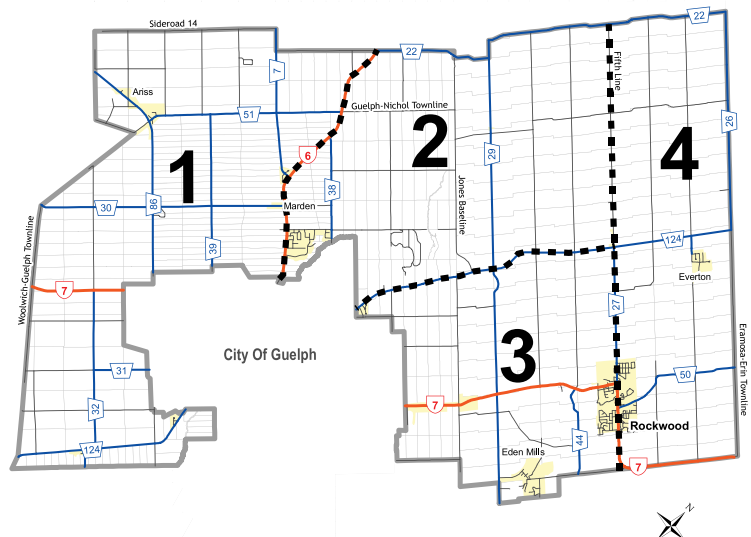 Sideroad 14
22
22
7
Fifth Line
Ariss
51
Guelph-Nichol Townline
26
1
2
4
6
29
Jones Baseline
38
30
86
Marden
39
124
Woolwich-Guelph Townline
Everton
7
27
City Of Guelph
3
Eramosa-Erin Townline
31
50
32
7
Rockwood
44
124
Eden Mills
7
N